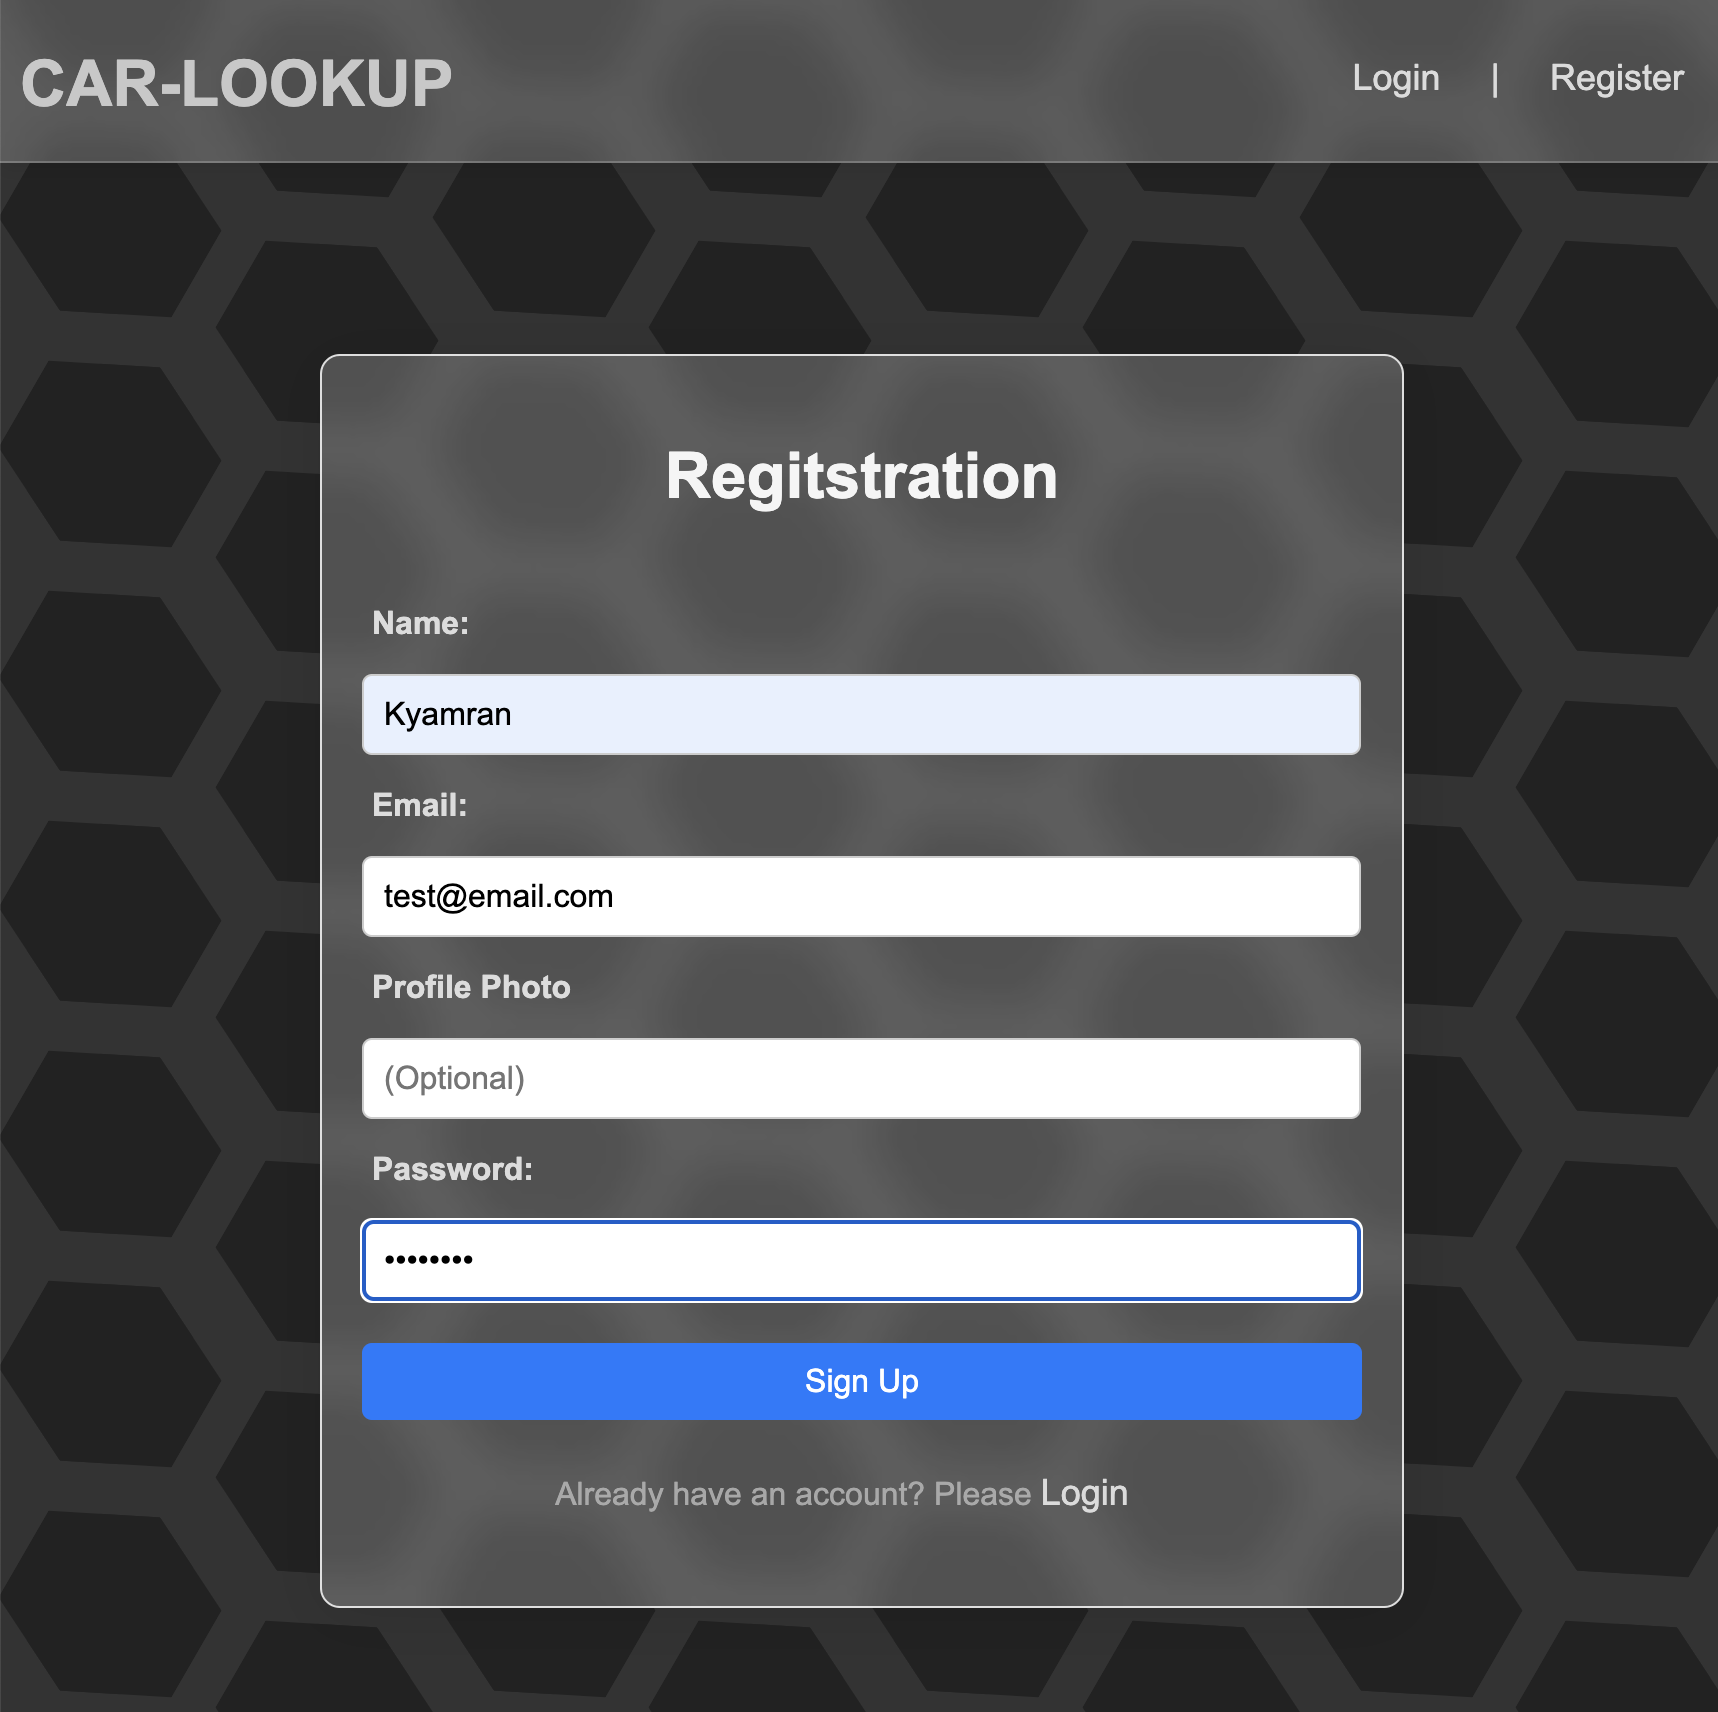 CAR-LOOKUP
Login | Register
Regitstration
Name:
Kyamran
Email:
test@email.com
Profile Photo
(Optional)
Password:
••••••••
Sign Up
Already have an account? Please Login